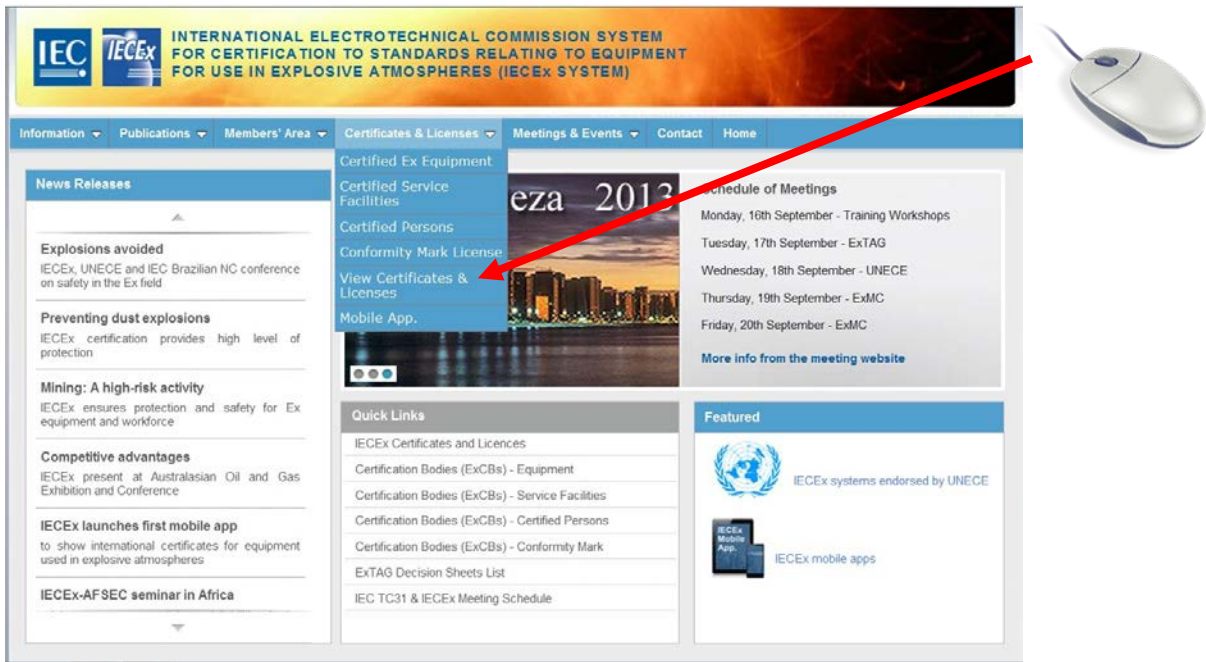 IEC
IECEx
INTERNATIONAL ELECTROTECHNICAL COMMISSION SYSTEM
FOR CERTIFICATION TO STANDARDS RELATING TO EQUIPMENT
FOR USE IN EXPLOSIVE ATMOSPHERES (IECEx SYSTEM)
Information Publications Members' Area Certificates & Licenses Meetings & Events Contact Home
Certified Ex Equipment
Certified Service
Facilities
Certified Persons
Conformity Mark License
View Certificates &
Licenses
Mobile App.
News Releases
Explosions avoided
IECEx, UNECE and IEC Brazilian NC conference
on safety in the Ex field
Preventing dust explosions
IECEx certification provides high level of
protection
Mining: A high-risk activity
IECEx ensures protection and safety for Ex
equipment and workforce
Competitive advantages
IECEx present at Australasian Oil and Gas
Exhibition and Conference
IECEx launches first mobile app
to show international certificates for equipment
used in explosive atmospheres
IECEx-AFSEC seminar in Africa
eza 2013
Schedule of Meetings
Monday, 16th September - Training Workshops
Tuesday, 17th September - ExTAG
Wednesday, 18th September - UNECE
Thursday, 19th September - ExMC
Friday, 20th September - ExMC
More info from the meeting website
Quick Links
IECEx Certificates and Licences
Certification Bodies (ExCBs) - Equipment
Certification Bodies (ExCBs) - Service Facilities
Certification Bodies (ExCBs) - Certified Persons
Certification Bodies (ExCBs) - Conformity Mark
ExTAG Decision Sheets List
IEC TC31 & IECEx Meeting Schedule
Featured
IECEx systems endorsed by UNECE
IECEx
Mobile
App.
IECEx mobile apps